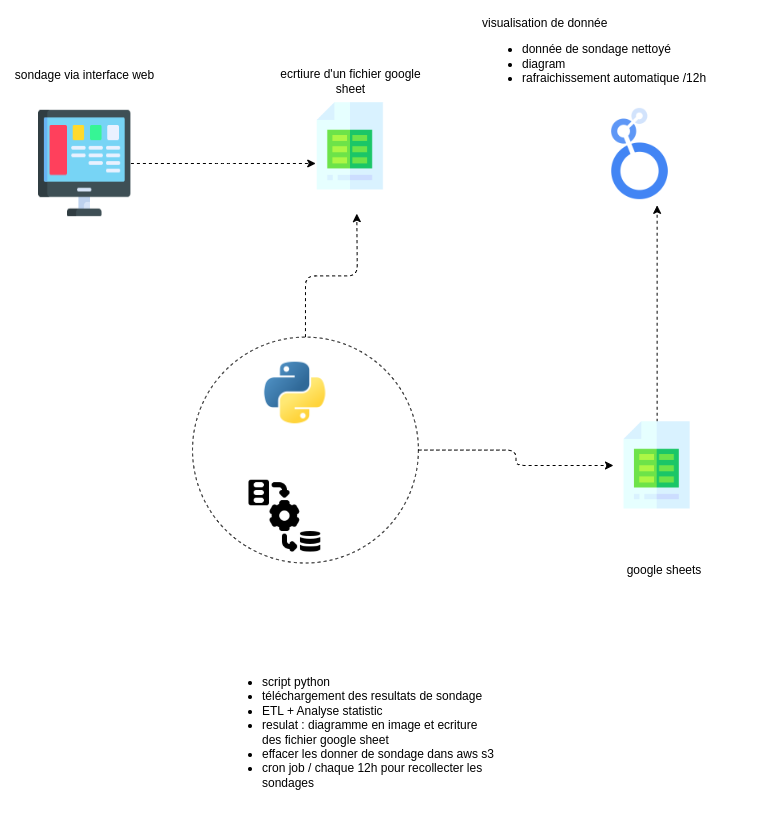 visualisation de donnée
donnée de sondage nettoyé
diagram
rafraichissement automatique /12h
sondage via interface web
ecrtiure d'un fichier google
sheet
google sheets
script python
téléchargement des resultats de sondage
ETL + Analyse statistic
resulat : diagramme en image et ecriture
des fichier google sheet
effacer les donner de sondage dans aws s3
cron job / chaque 12h pour recollecter les
sondages